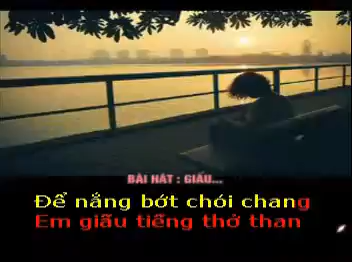 BÀI HÁT : GIẤU...
Để nắng bớt chói chang
Em giấu tiếng thở than